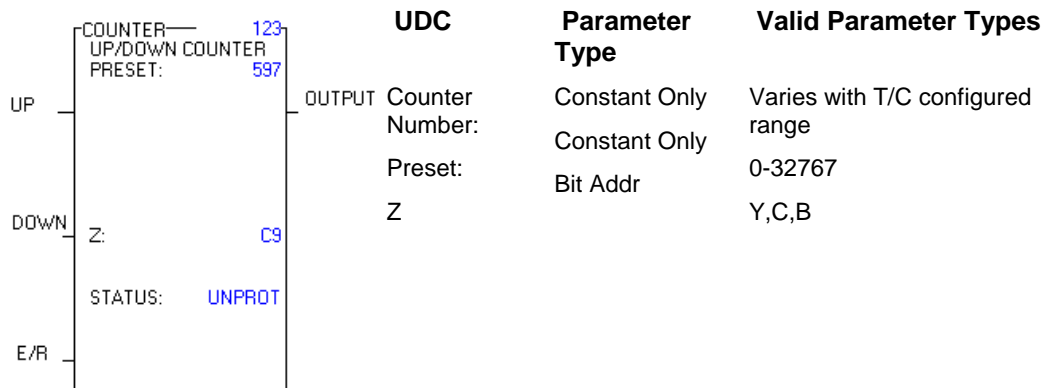 COUNTER 123
UP/DOWN COUNTER
PRESET: 597
UP
OUTPUT
DOWN
Z: C9
STATUS: UNPROT
E/R
UDC Parameter Type Valid Parameter Types
Counter Number: Constant Only Varies with T/C configured range
Preset: Constant Only 0-32767
Z Bit Addr Y,C,B